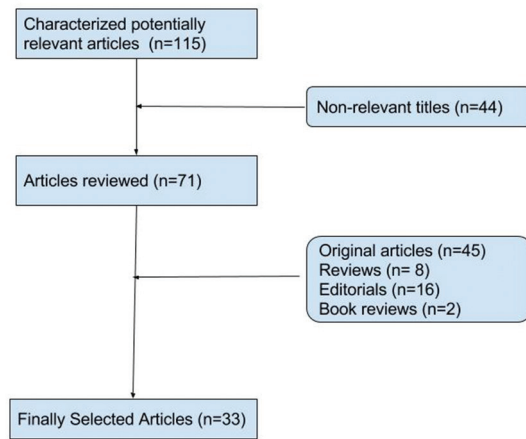 Characterized potentially
relevant articles  (n=115)
Non-relevant titles (n=44)
Articles reviewed (n=71)
Original articles (n=45)
Reviews (n= 8)
Editorials (n=16)
Book reviews (n=2)
Finally Selected Articles (n=33)